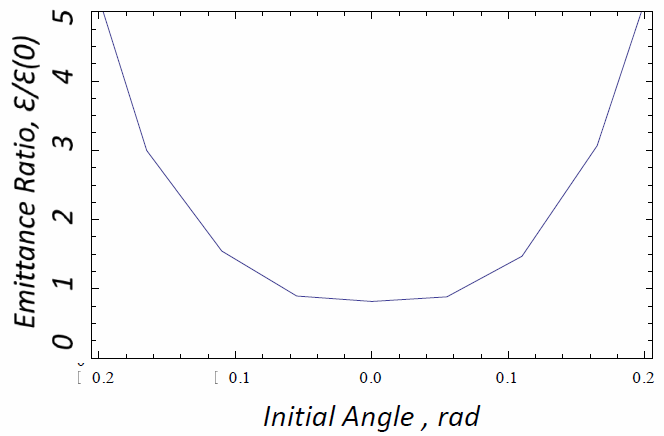 Emittance Ratio, ε/ε(0)
5
4
3
2
1
0
[ 0.2 [ 0.1 0.0 0.1 0.2
Initial Angle , rad